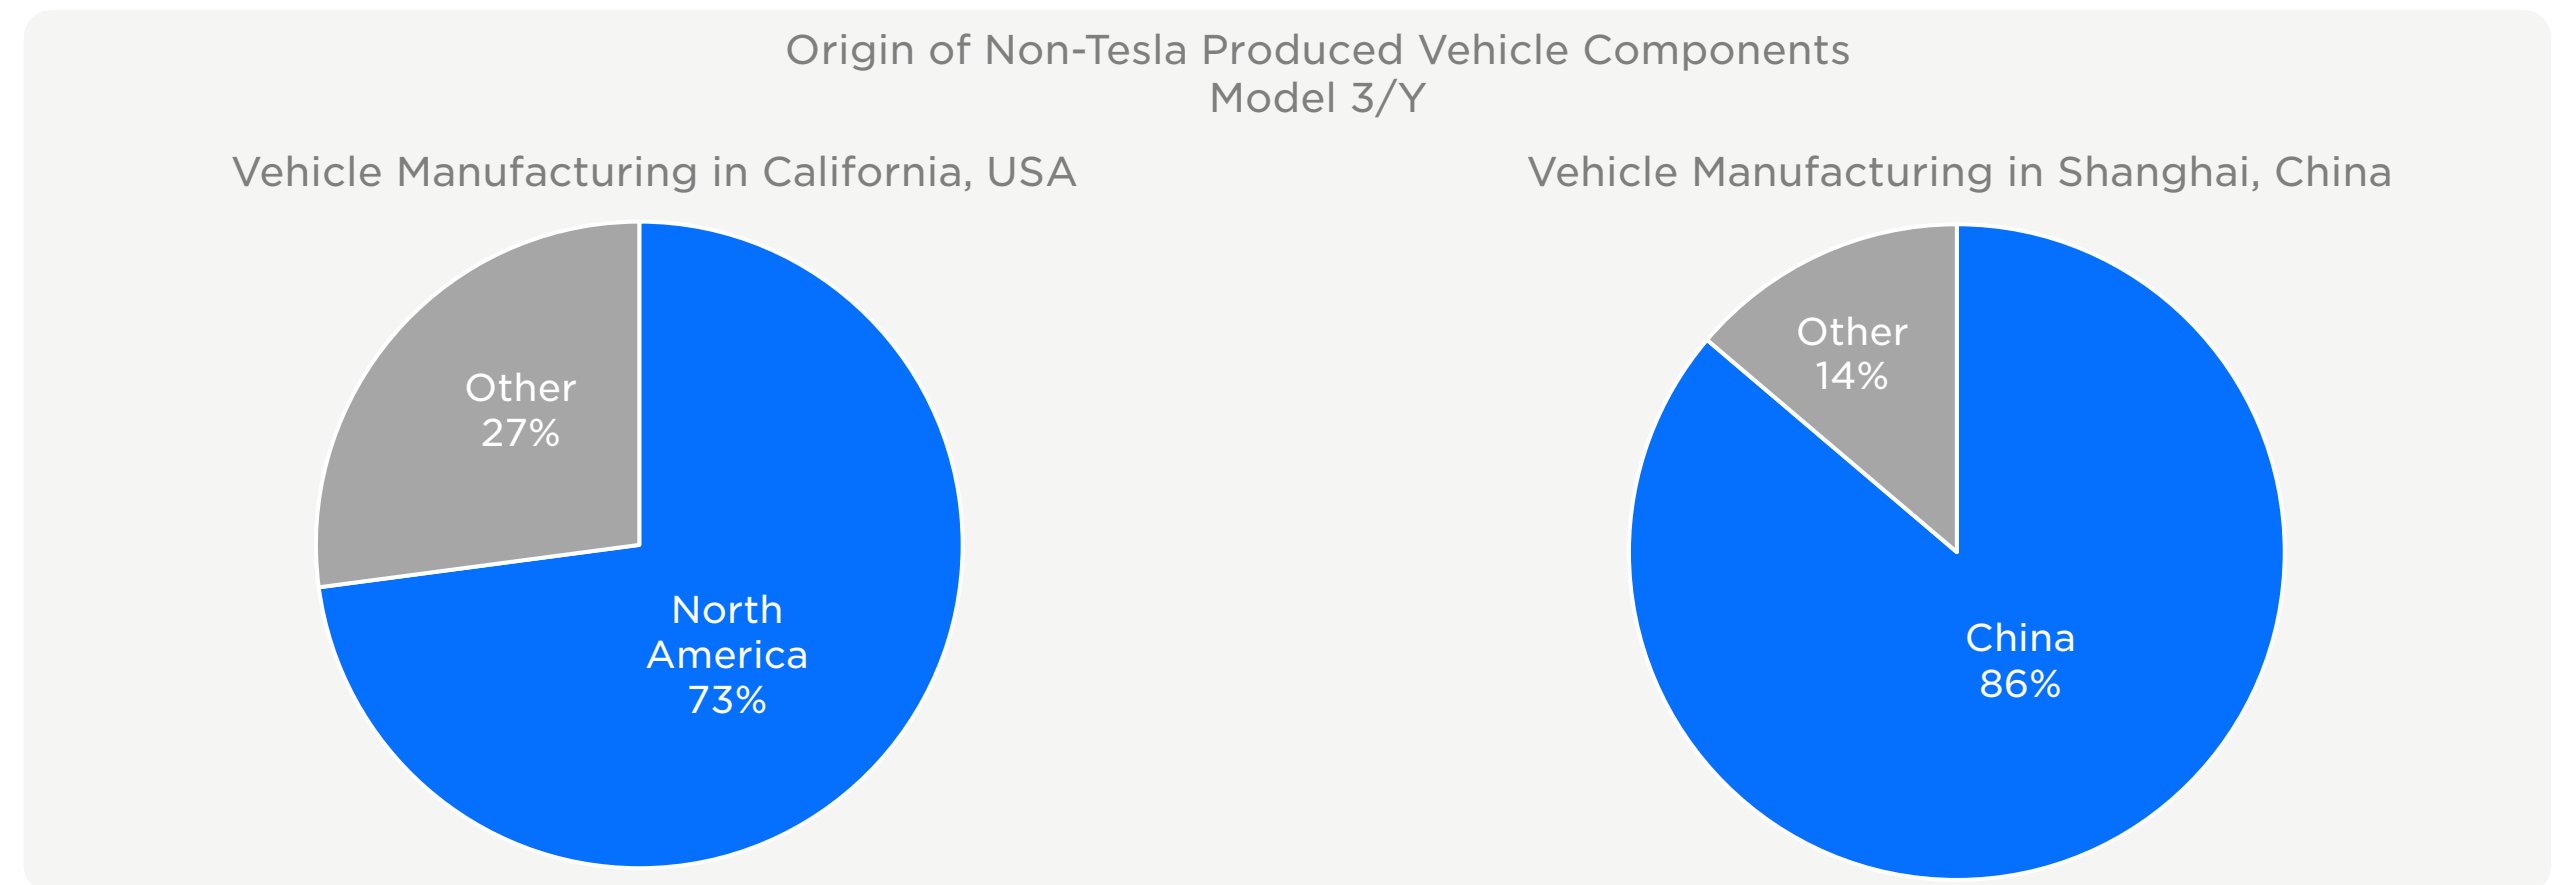 Origin of Non-Tesla Produced Vehicle Components
Model 3/Y
Vehicle Manufacturing in California, USA
Other
27%
North
America
73%
Vehicle Manufacturing in Shanghai, China
Other
14%
China
86%